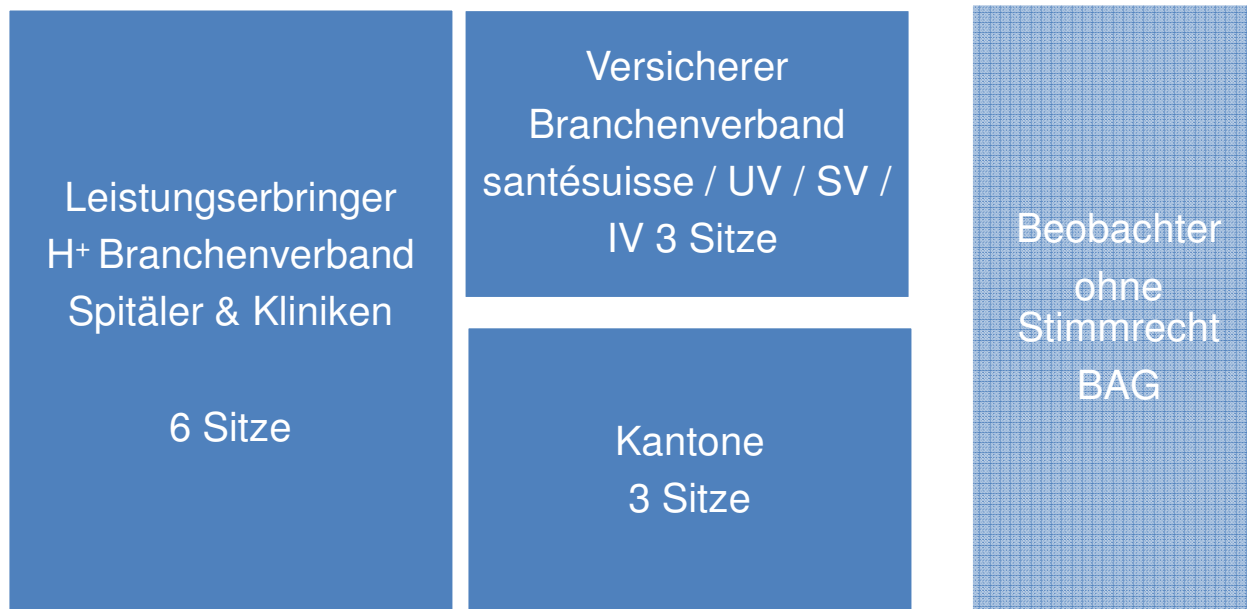 Leistungserbringer
H+ Branchenverband
Spitäler & Kliniken
6 Sitze
Versicherer
Branchenverband
santésuisse / UV / SV /
IV 3 Sitze
Kantone
3 Sitze
Beobachter
ohne
Stimmrecht
BAG